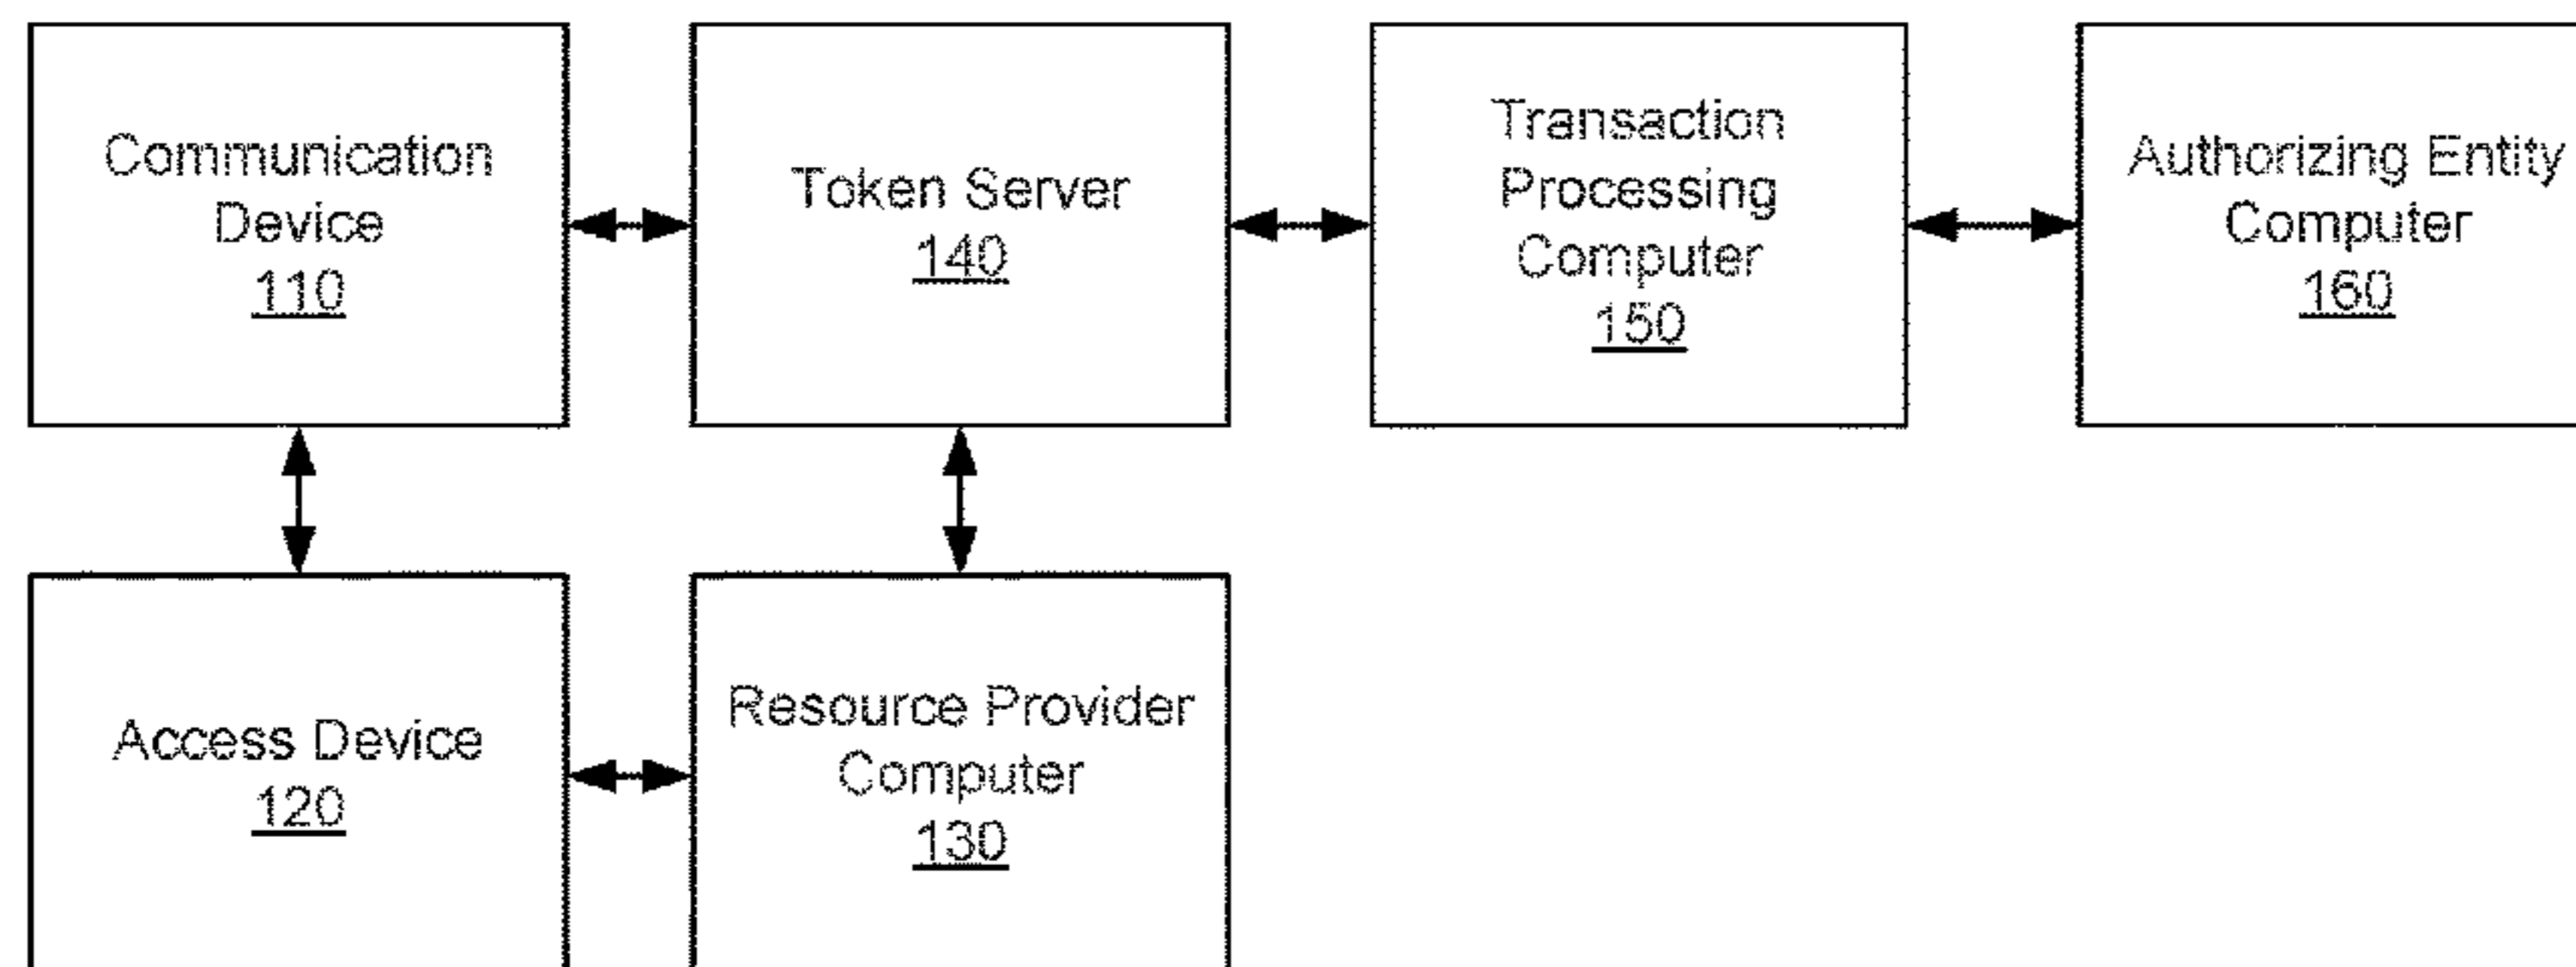 Communication
Device
110
Token Server
140
Transaction
Processing
Computer
150
Authorizing Entity
Computer
160
Access Device
120
Resource Provider
Computer
130